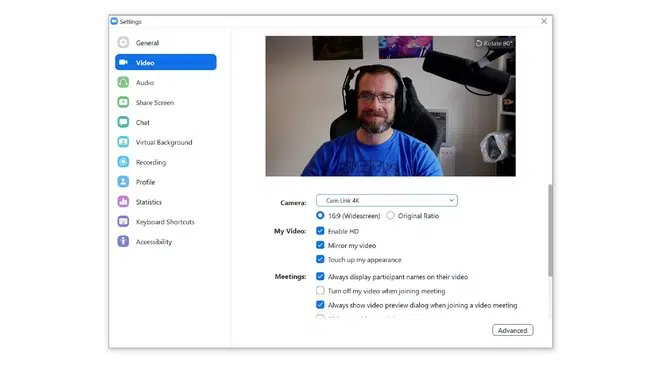 Settings
General
Video
Audio
Share Screen
Chat
Virtual Background
Recording
Profile
Statistics
Keyboard Shortcuts
Accessibility
Rotate 90°
Camera:
Cam Link 4K
16:9 (Widescreen)
Original Ratio
My Video:
Enable HD
Mirror my video
Touch up my appearance
Meetings:
Always display participant names on their video
Turn off my video when joining meeting
Always show video preview dialog when joining a video meeting
Advanced